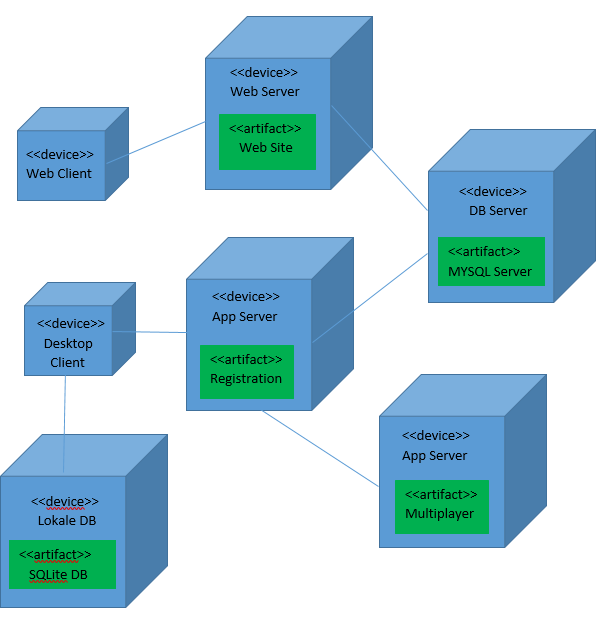 <<device>>
Web Server
<<artifact>>
Web Site
<<device>>
Web Client
<<device>>
DB Server
<<artifact>>
MYSQL Server
<<device>>
App Server
<<artifact>>
Registration
<<device>>
Desktop
Client
<<device>>
App Server
<<artifact>>
Multiplayer
<<device>>
Lokale DB
<<artifact>>
SQLite DB